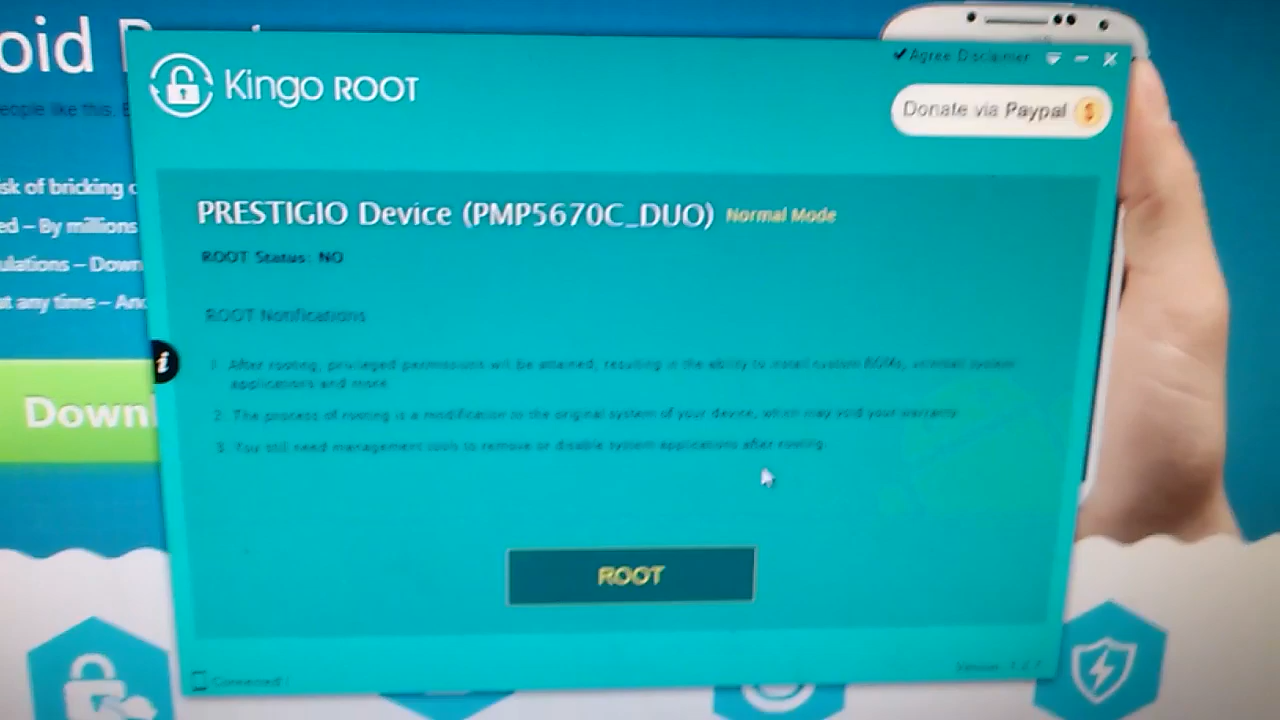 oid
Kingo ROOT
Agree Disclaimer
Donate via Paypal $
eople like this.
sk of bricking
ed – By millions
ulations – Down
at any time – And
Down
PRESTIGIO Device (PMP5670C_DUO) Normal Mode
ROOT Status: NO
ROOT Notifications
i
1. After rooting, privileged permissions will be attained, resulting in the ability to install custom ROMs, uninstall system
applications and more.
2. The process of rooting is a modification to the original system of your device, which may void your warranty.
3. You still need management tools to remove or disable system applications after rooting.
ROOT
Connected!
Version: